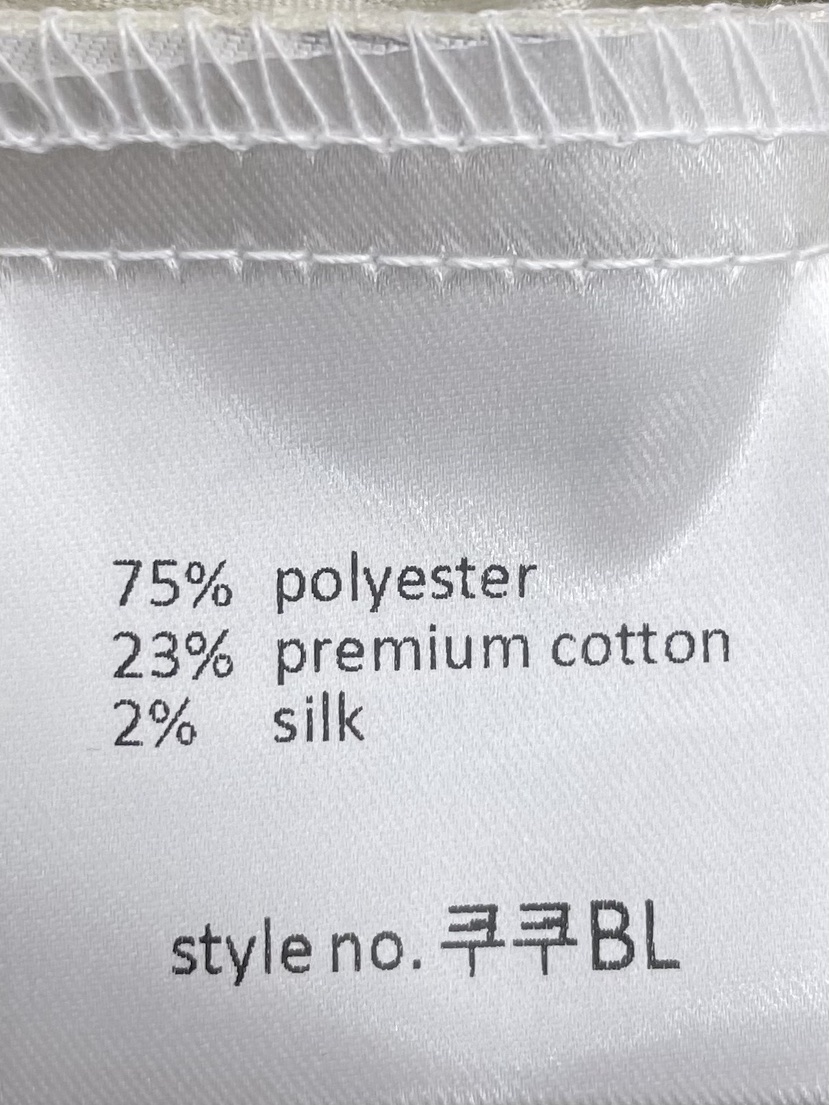 75% polyester
23% premium cotton
2% silk
style no. 쿠쿠BL